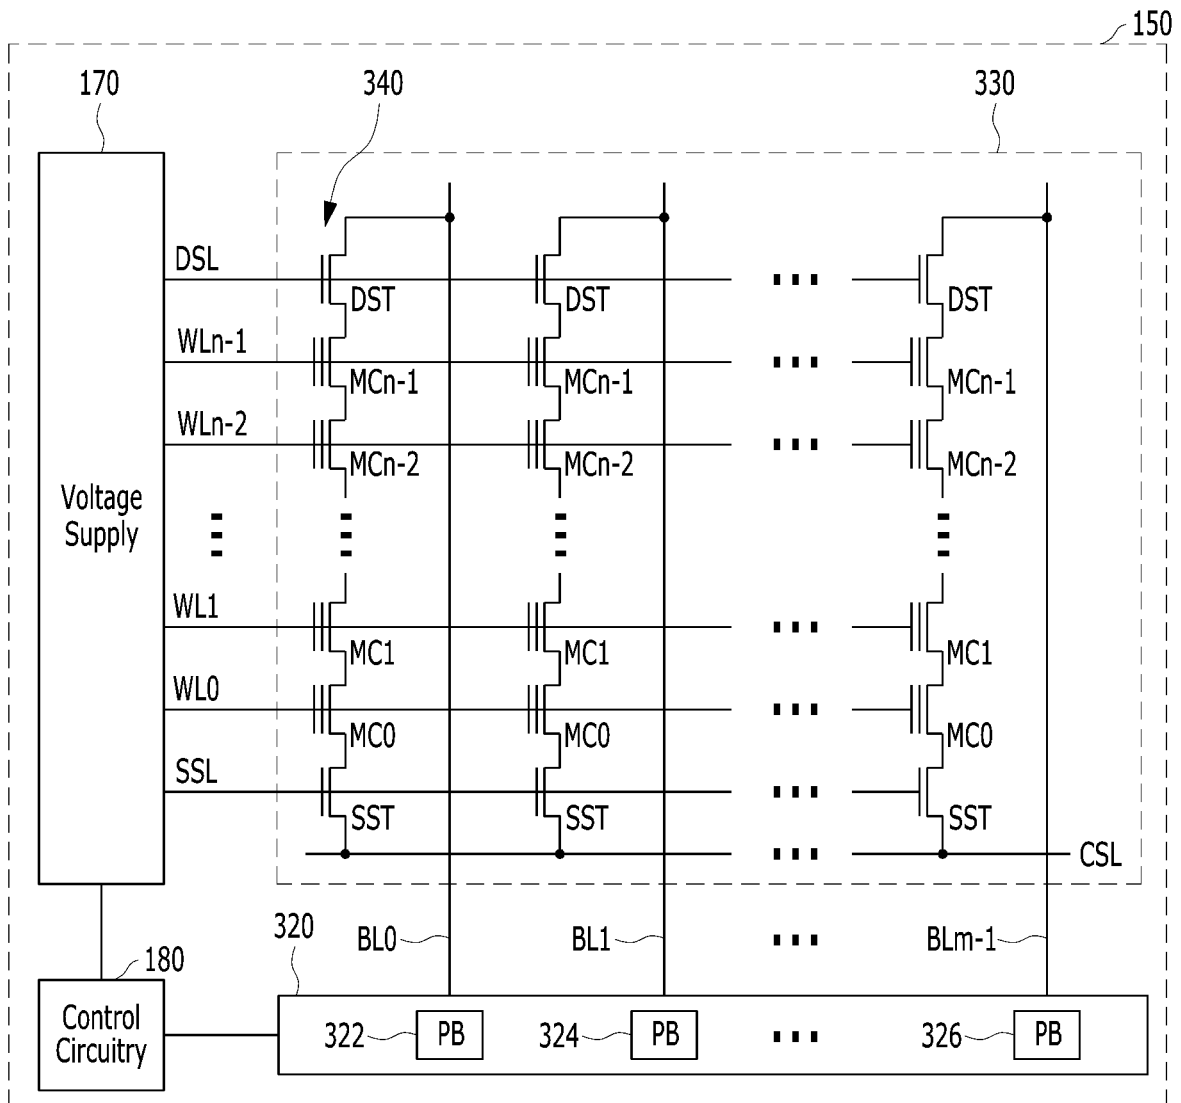 150
170
340
330
DSL
DST
DST
DST
WLn-1
MCn-1
MCn-1
MCn-1
WLn-2
MCn-2
MCn-2
MCn-2
Voltage
Supply
WL1
MC1
MC1
MC1
WL0
MC0
MC0
MC0
SSL
SST
SST
SST
CSL
320
BL0
BL1
BLm-1
180
Control
Circuitry
322
PB
324
PB
326
PB